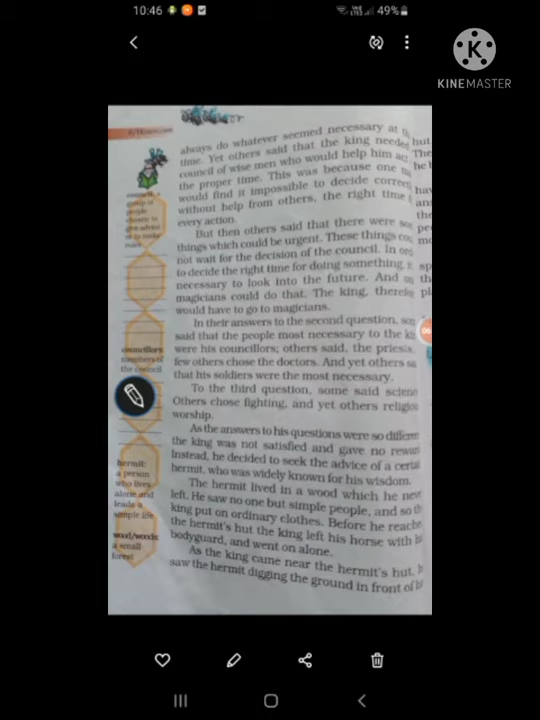 10:46
49%
KINEMASTER
always do whatever seemed necessary at
time. Yet others said that the king needed
council of wise men who would help him act
the proper time. This was because one
would find it impossible to decide
without help from others, the right time
every action.
But then others said that there were
things which could be urgent. These things
not wait for the decision of the council. In
to decide the right time for doing something,
necessary to look into the future. And
magicians could do that. The king,
would have to go to magicians.
In their answers to the second question,
said that the people most necessary to the
were his councillors; others said, the priests.
few others chose the doctors. And yet others
that his soldiers were the most necessary.
To the third question, some said
Others chose fighting, and yet others
worship.
As the answers to his questions were so
the king was not satisfied and gave no
Instead, he decided to seek the advice of a
hermit, who was widely known for his wisdom.
The hermit lived in a wood which he
left. He saw no one but simple people, and so
king put on ordinary clothes. Before he
the hermit's hut the king left his horse with
bodyguard, and went on alone.
As the king came near the hermit's hut,
saw the hermit digging the ground in front of
council: a
group of
people
chosen to
give advice
or to make
rules
councillors:
members of
the council
hermit:
a person
who lives
alone and
leads a
simple life
wood/woods:
a small
forest